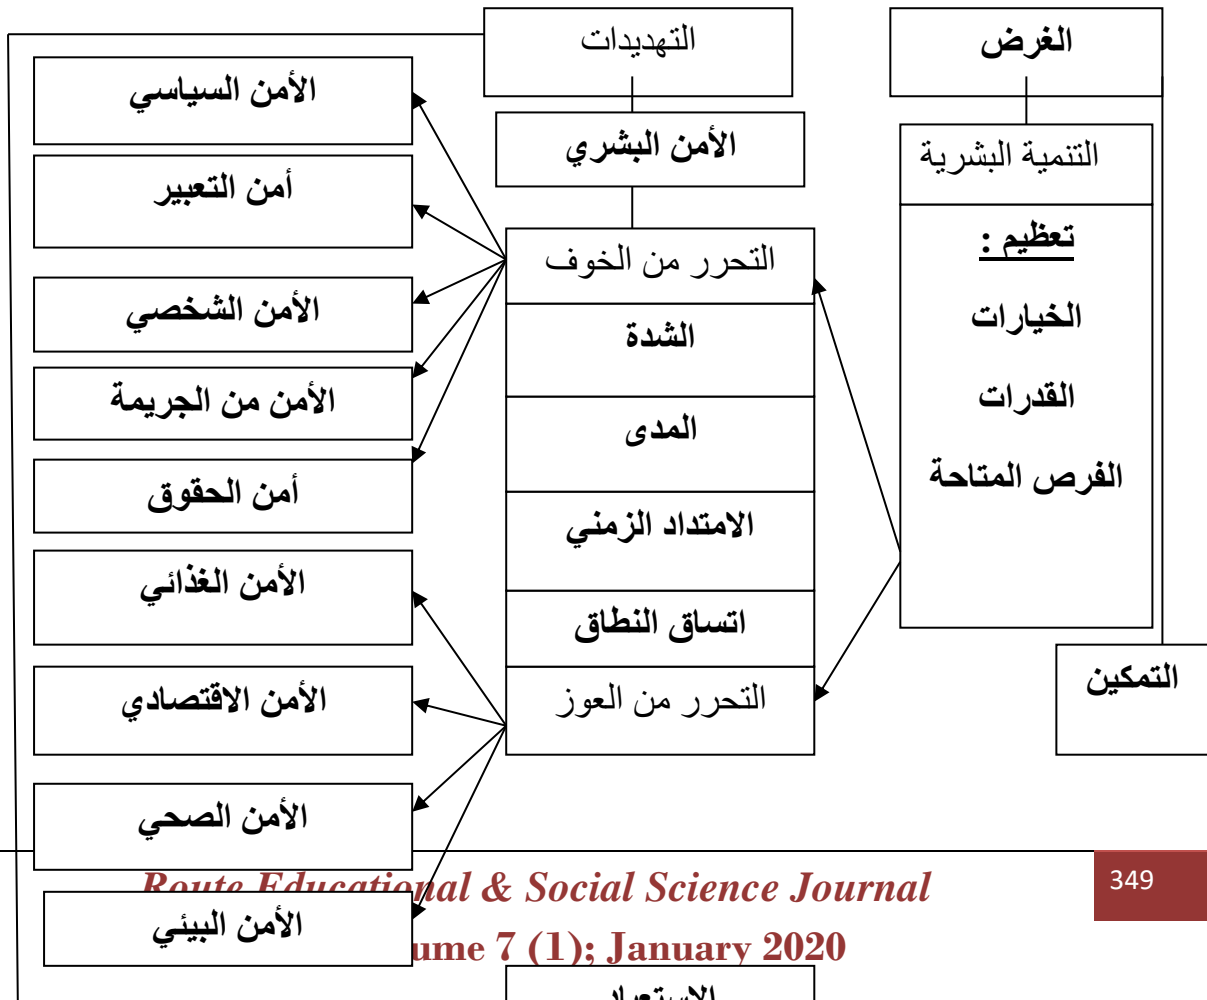 الغرض
التنمية البشرية
تعظيم :
الخيارات
القدرات
الفرص المتاحة
التمكين
التهديدات
الأمن البشري
التحرر من الخوف
الشدة
المدى
الامتداد الزمني
اتساق النطاق
التحرر من العوز
الأمن السياسي
أمن التعبير
الأمن الشخصي
الأمن من الجريمة
أمن الحقوق
الأمن الغذائي
الأمن الاقتصادي
الأمن الصحي
الأمن البيئي
Route Educational & Social Science Journal
349
ume 7 (1); January 2020